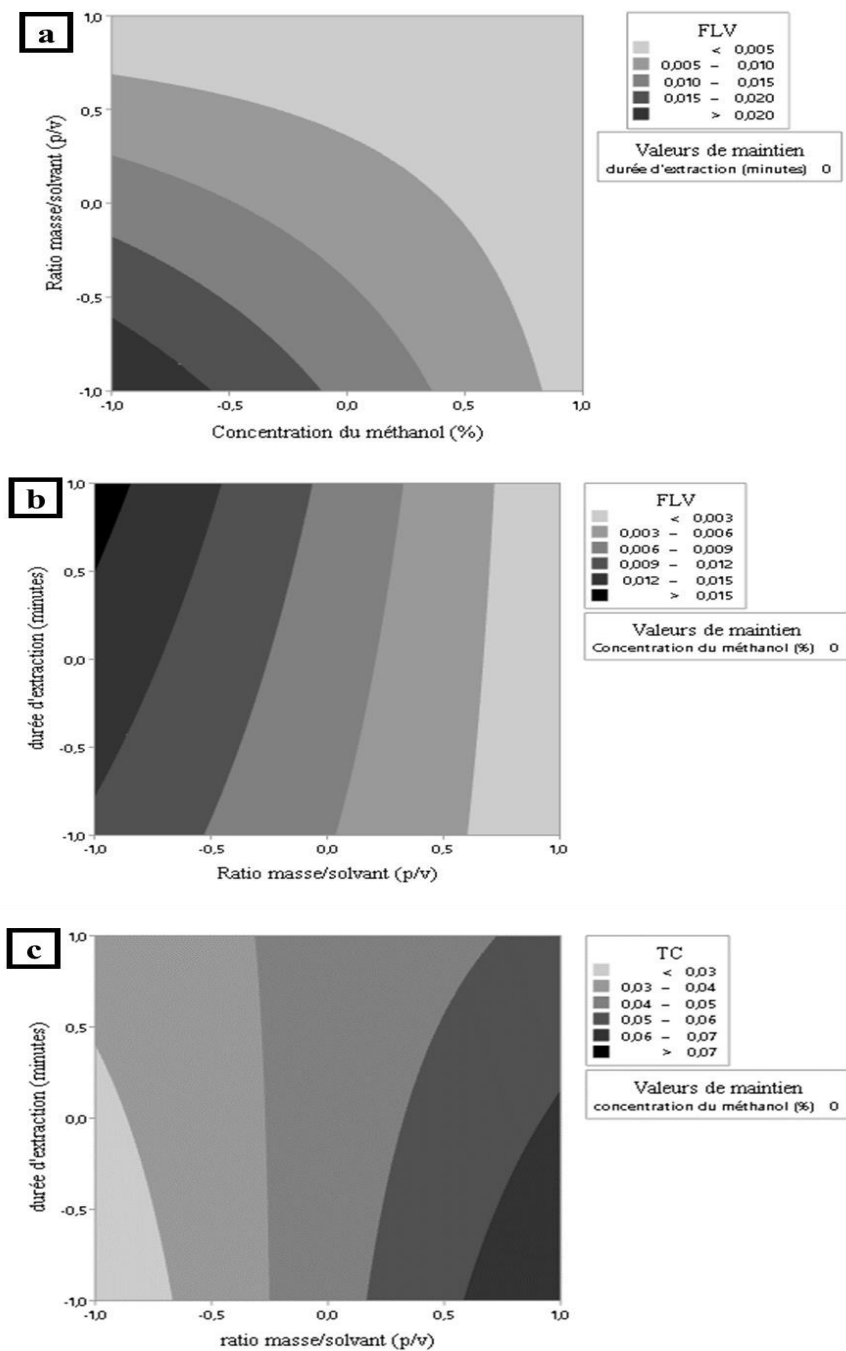 a
FLV
< 0,005
0,005 – 0,010
0,010 – 0,015
0,015 – 0,020
> 0,020
Valeurs de maintien
durée d'extraction (minutes) 0
Ratio masse/solvant (p/v)
1,0
0,5
0,0
-0,5
-1,0
-1,0 -0,5 0,0 0,5 1,0
Concentration du méthanol (%)
b
FLV
< 0,003
0,003 – 0,006
0,006 – 0,009
0,009 – 0,012
0,012 – 0,015
> 0,015
Valeurs de maintien
Concentration du méthanol (%) 0
durée d'extraction (minutes)
1,0
0,5
0,0
-0,5
-1,0
-1,0 -0,5 0,0 0,5 1,0
Ratio masse/solvant (p/v)
c
TC
< 0,03
0,03 – 0,04
0,04 – 0,05
0,05 – 0,06
0,06 – 0,07
> 0,07
Valeurs de maintien
concentration du méthanol (%) 0
durée d'extraction (minutes)
1,0
0,5
0,0
-0,5
-1,0
-1,0 -0,5 0,0 0,5 1,0
ratio masse/solvant (p/v)